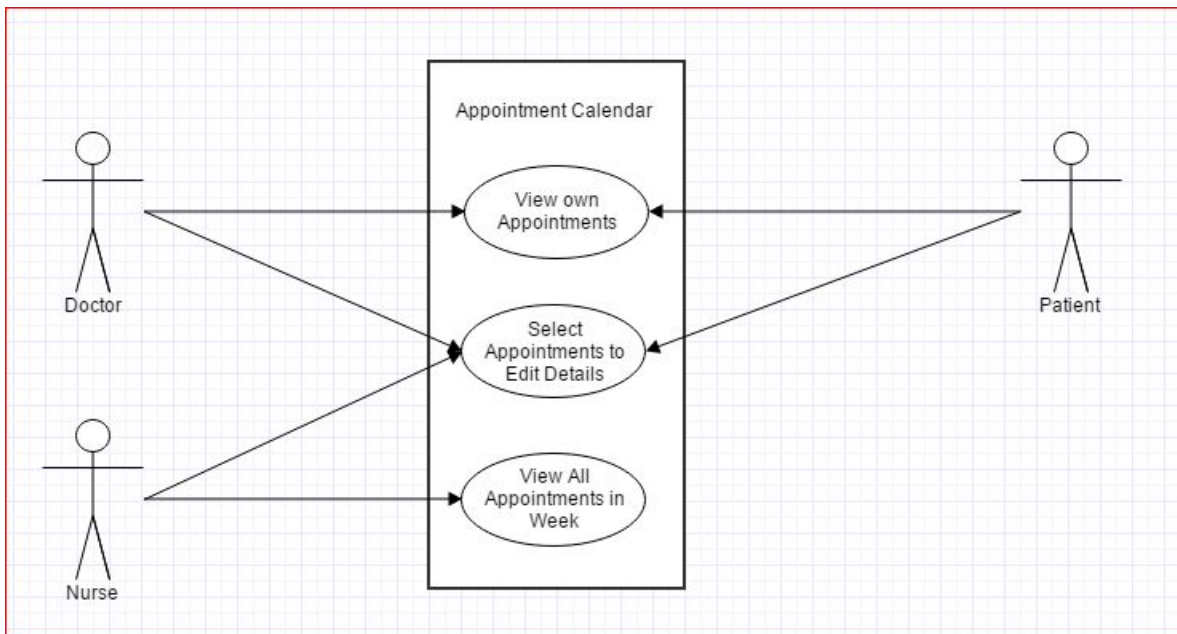 Appointment Calendar
View own
Appointments
Doctor
Patient
Select
Appointments to
Edit Details
View All
Appointments in
Week
Nurse